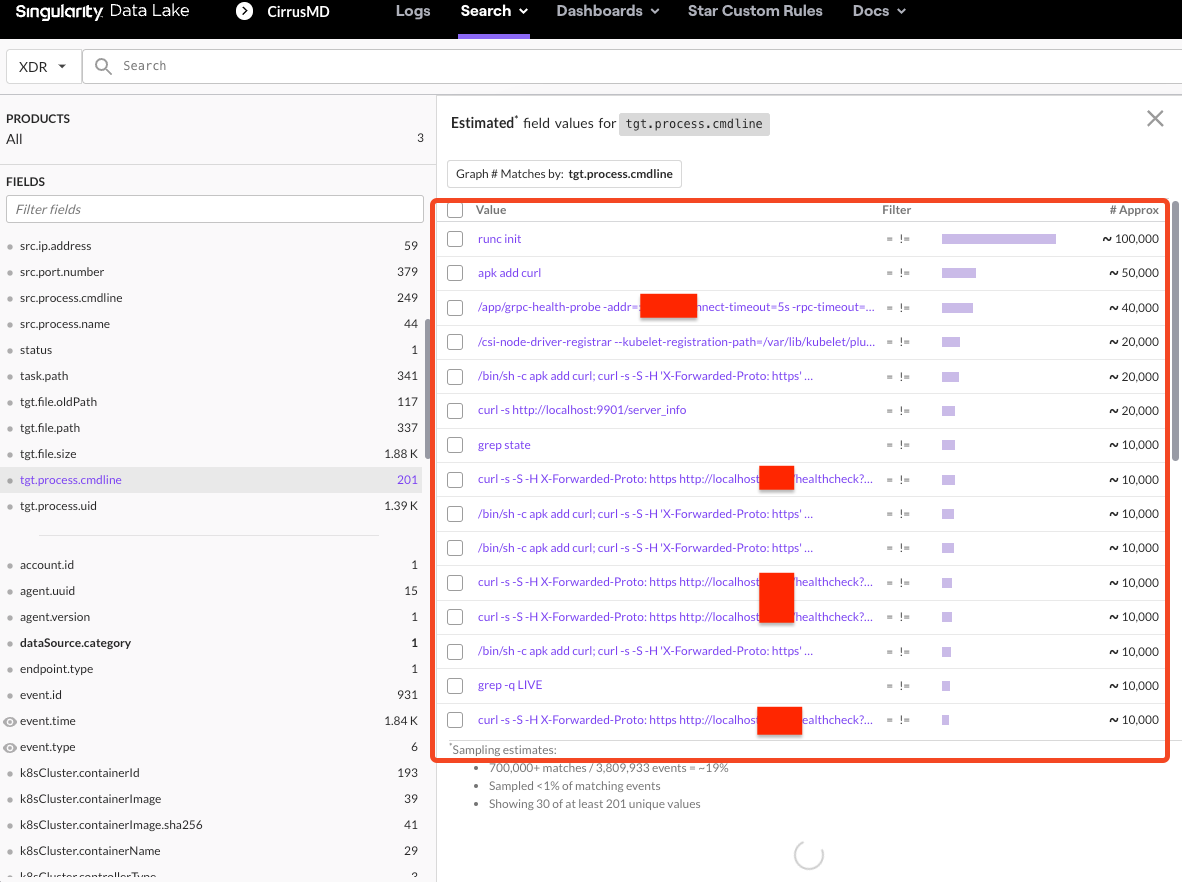 Singularity Data Lake CirrusMD Logs Search Dashboards Star Custom Rules Docs
XDR Search
PRODUCTS
All 3
FIELDS
Filter fields
src.ip.address 59
src.port.number 379
src.process.cmdline 249
src.process.name 44
status 1
task.path 341
tgt.file.oldPath 117
tgt.file.path 337
tgt.file.size 1.88 K
tgt.process.cmdline 201
tgt.process.uid 1.39 K
account.id 1
agent.uuid 15
agent.version 1
dataSource.category 1
endpoint.type 1
event.id 931
event.time 1.84 K
event.type 6
k8sCluster.containerId 193
k8sCluster.containerImage 39
k8sCluster.containerImage.sha256 41
k8sCluster.containerName 29
k8sCluster.controllerType
Estimated* field values for tgt.process.cmdline
Graph # Matches by: tgt.process.cmdline
Value Filter # Approx
runc init = != ~ 100,000
apk add curl = != ~ 50,000
/app/grpc-health-probe -addr= nnect-timeout=5s -rpc-timeout=... = != ~ 40,000
/csi-node-driver-registrar --kubelet-registration-path=/var/lib/kubelet/plu... = != ~ 20,000
/bin/sh -c apk add curl; curl -s -S -H 'X-Forwarded-Proto: https' ... = != ~ 20,000
curl -s http://localhost:9901/server_info = != ~ 20,000
grep state = != ~ 10,000
curl -s -S -H X-Forwarded-Proto: https http://localhost /healthcheck?... = != ~ 10,000
/bin/sh -c apk add curl; curl -s -S -H 'X-Forwarded-Proto: https' ... = != ~ 10,000
/bin/sh -c apk add curl; curl -s -S -H 'X-Forwarded-Proto: https' ... = != ~ 10,000
curl -s -S -H X-Forwarded-Proto: https http://localhost /healthcheck?... = != ~ 10,000
curl -s -S -H X-Forwarded-Proto: https http://localhost /healthcheck?... = != ~ 10,000
/bin/sh -c apk add curl; curl -s -S -H 'X-Forwarded-Proto: https' ... = != ~ 10,000
grep -q LIVE = != ~ 10,000
curl -s -S -H X-Forwarded-Proto: https http://localhost ealthcheck?... = != ~ 10,000
*Sampling estimates:
700,000+ matches / 3,809,933 events = ~19%
Sampled <1% of matching events
Showing 30 of at least 201 unique values